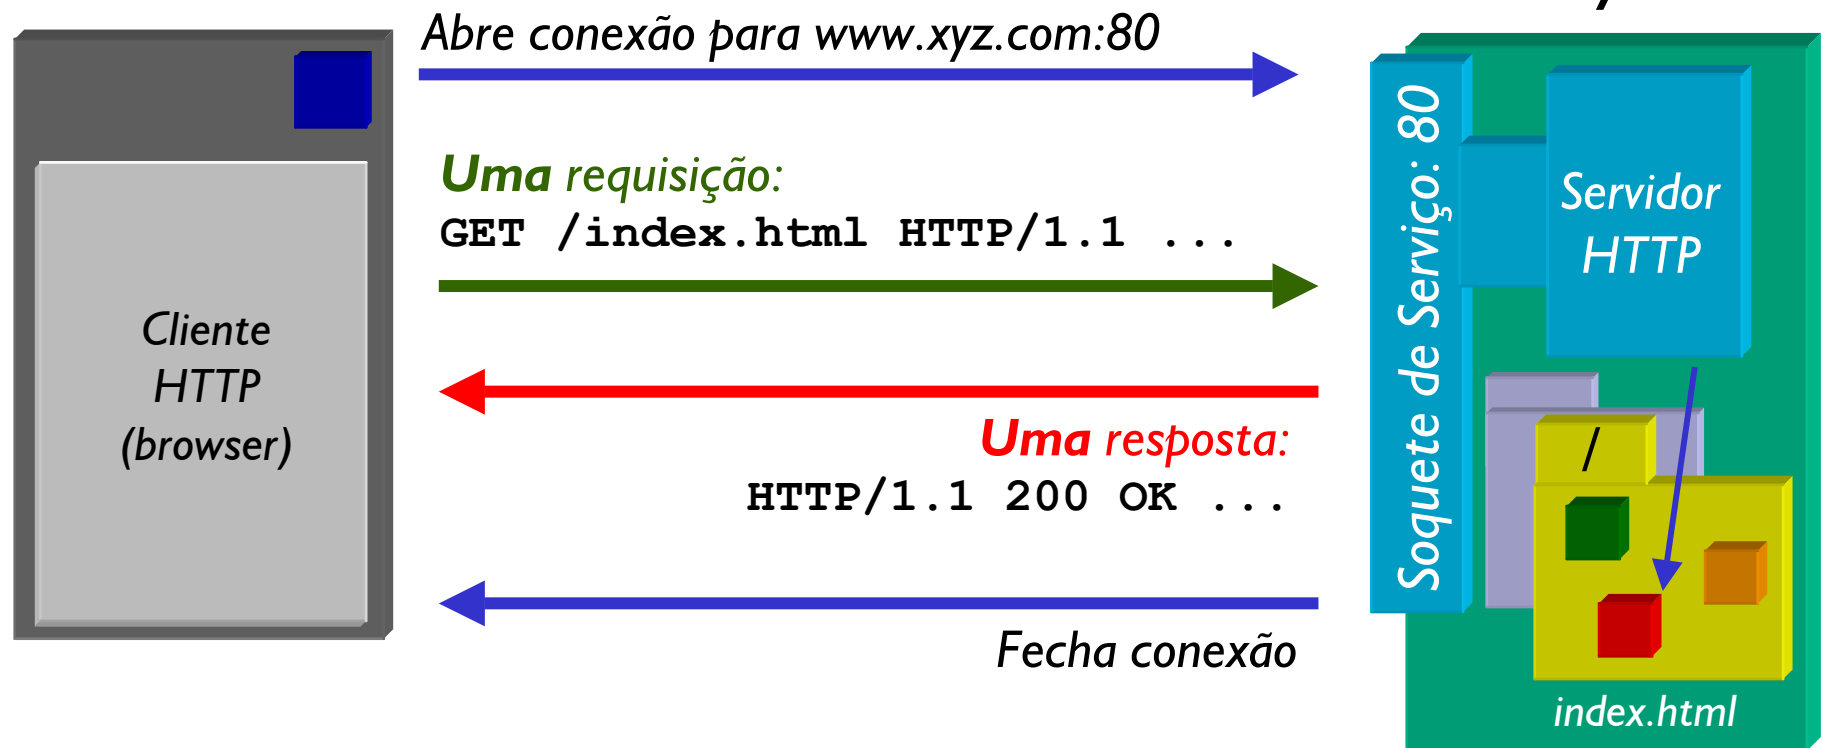 Abre conexão para www.xyz.com:80
Uma requisição:
GET /index.html HTTP/1.1 ...
Cliente
HTTP
(browser)
Uma resposta:
HTTP/1.1 200 OK ...
Fecha conexão
Soquete de Serviço: 80
Servidor
HTTP
/
index.html